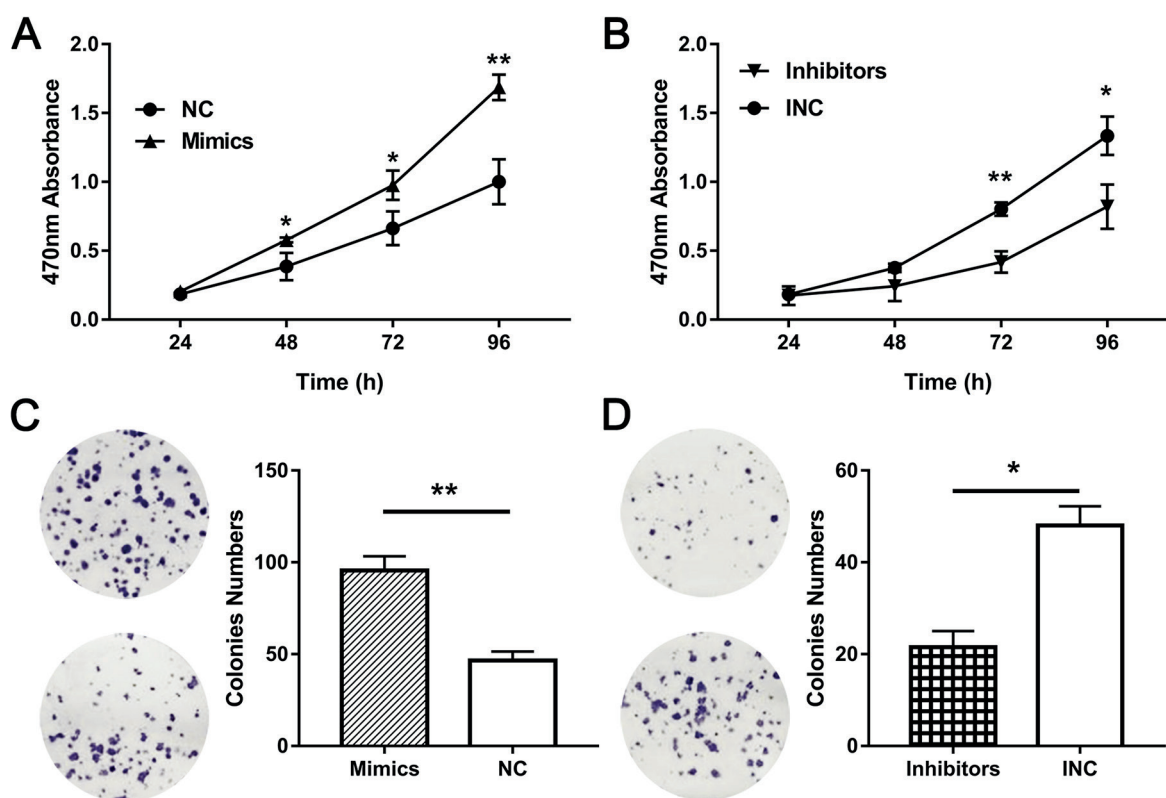 A
2.0
1.5
1.0
0.5
0.0
470nm Absorbance
NC
Mimics
*
*
**
24 48 72 96
Time (h)
B
2.0
1.5
1.0
0.5
0.0
470nm Absorbance
Inhibitors
INC
**
*
24 48 72 96
Time (h)
C
150
100
50
0
Colonies Numbers
**
Mimics NC
D
60
40
20
0
Colonies Numbers
*
Inhibitors INC